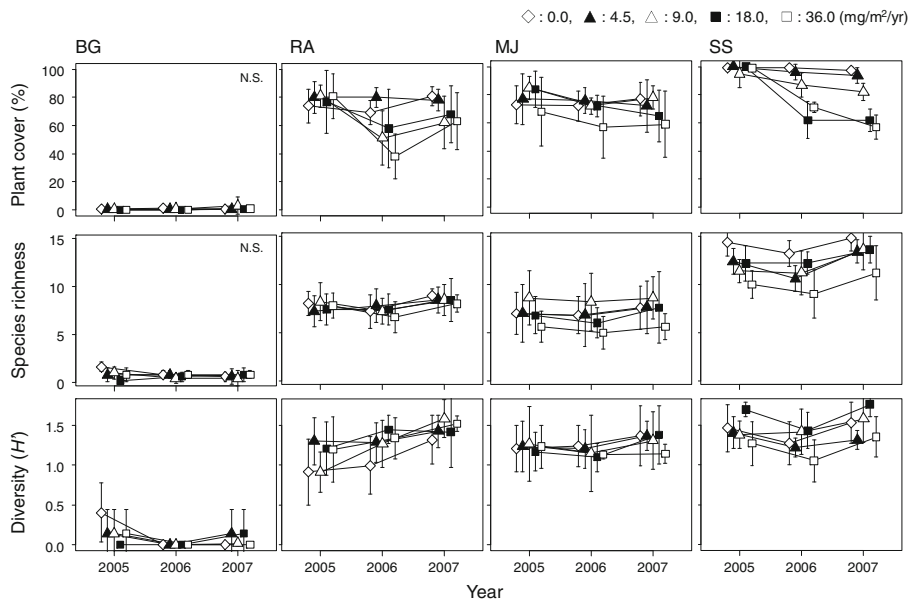 ◇ : 0.0, ▲ : 4.5, △ : 9.0, ■ : 18.0, □ : 36.0 (mg/m²/yr)
BG RA MJ SS
Plant cover (%)
100
80
60
40
20
0
N.S.
Species richness
15
10
5
0
N.S.
Diversity (H′)
1.5
1.0
0.5
0.0
2005 2006 2007 2005 2006 2007 2005 2006 2007 2005 2006 2007
Year